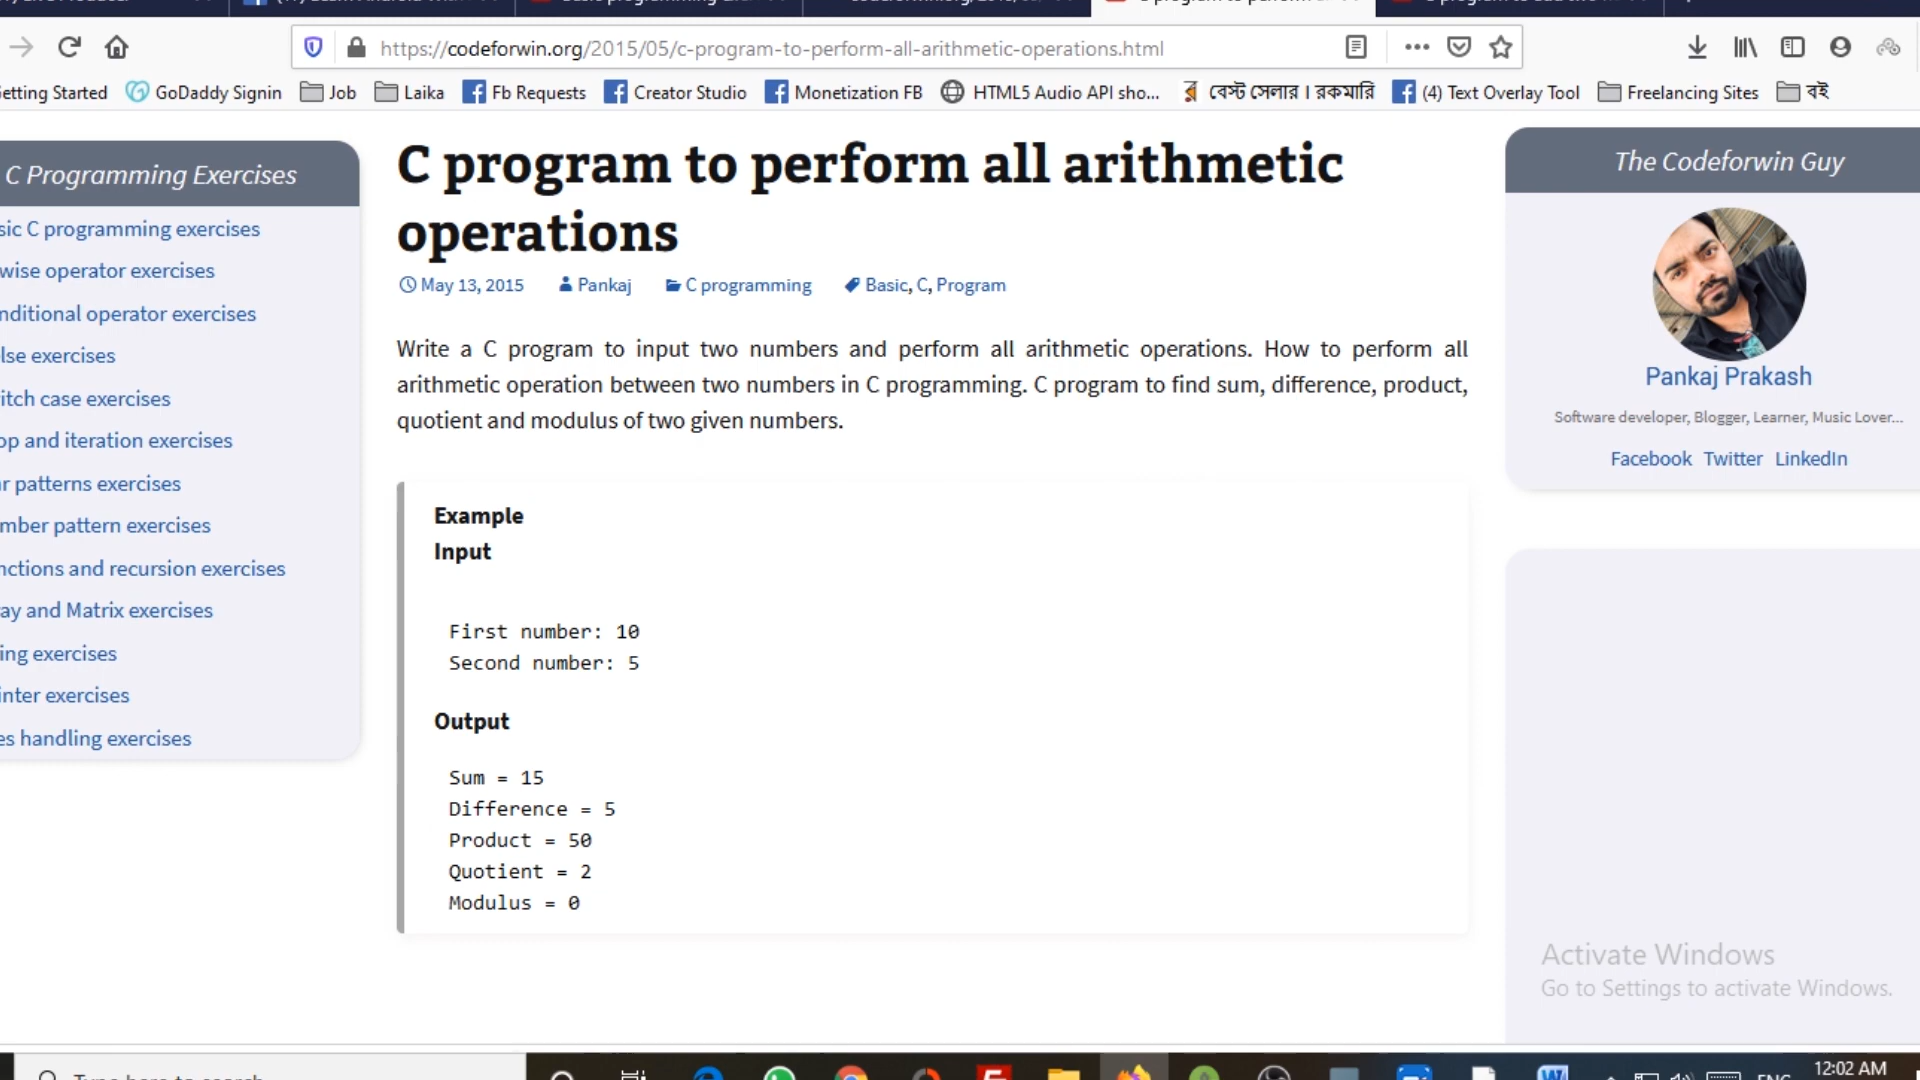 https://codeforwin.org/2015/05/c-program-to-perform-all-arithmetic-operations.html
etting Started GoDaddy Signin Job Laika Fb Requests Creator Studio Monetization FB HTML5 Audio API sho... বেস্ট সেলার । রকমারি (4) Text Overlay Tool Freelancing Sites বই
C Programming Exercises
sic C programming exercises
wise operator exercises
nditional operator exercises
lse exercises
itch case exercises
op and iteration exercises
ar patterns exercises
mber pattern exercises
nctions and recursion exercises
ray and Matrix exercises
ing exercises
inter exercises
es handling exercises
C program to perform all arithmetic
operations
May 13, 2015 Pankaj C programming Basic, C, Program
Write a C program to input two numbers and perform all arithmetic operations. How to perform all
arithmetic operation between two numbers in C programming. C program to find sum, difference, product,
quotient and modulus of two given numbers.
Example
Input
First number: 10
Second number: 5
Output
Sum = 15
Difference = 5
Product = 50
Quotient = 2
Modulus = 0
The Codeforwin Guy
Pankaj Prakash
Software developer, Blogger, Learner, Music Lover...
Facebook Twitter LinkedIn
Activate Windows
Go to Settings to activate Windows.
Type here to search
12:02 AM
ENG